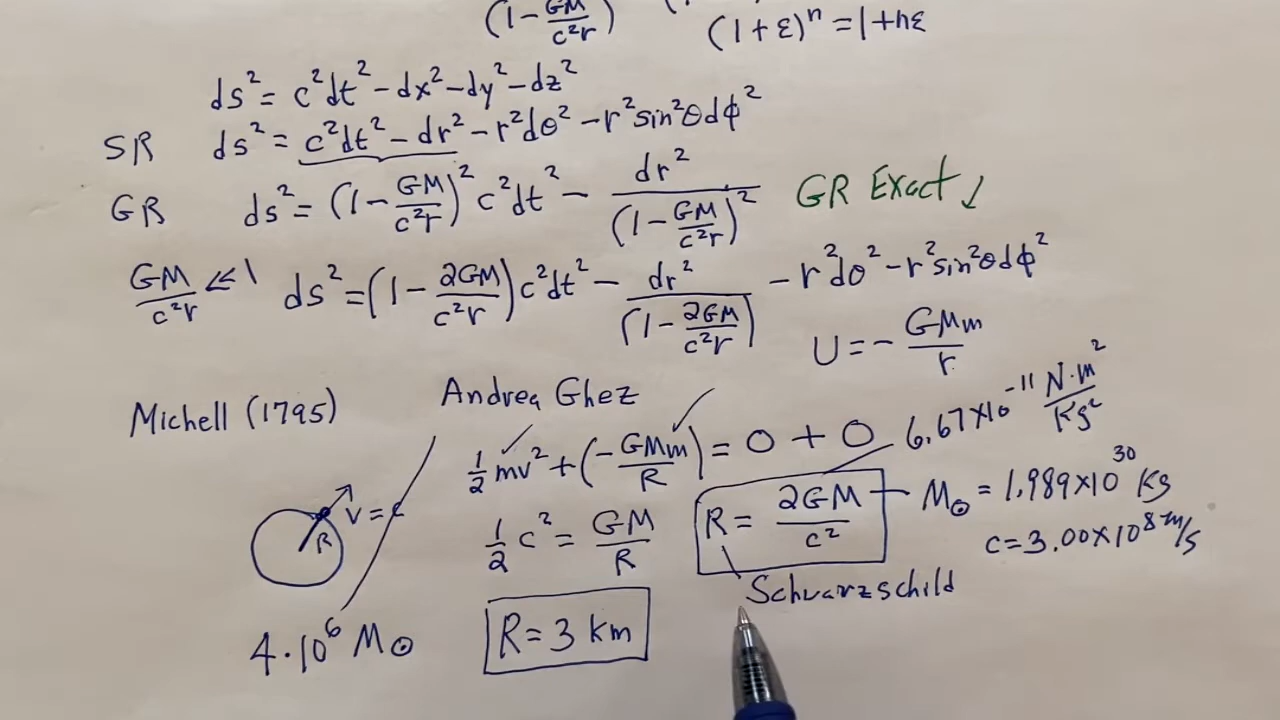 (1 - GM/c²r) (1+ε)ⁿ = 1+nε
ds² = c²dt² - dx² - dy² - dz²
SR ds² = c²dt² - dr² - r²dθ² - r²sin²θdϕ²
GR ds² = (1 - GM/c²r)² c²dt² - dr²/(1 - GM/c²r)² GR Exact ↓
GM/c²r << 1 ds² = (1 - 2GM/c²r) c²dt² - dr²/(1 - 2GM/c²r) - r²dθ² - r²sin²θdϕ²
U = - GMm/r
Michell (1795) Andrea Ghez
½ mv² + (- GMm/R) = 0 + 0 6.67×10⁻¹¹ N·m²/Kg²
V = c R
½ c² = GM/R R = 2GM/c² M☉ = 1.989×10³⁰ Kg
c = 3.00×10⁸ m/s
Schwarzschild
4·10⁶ M☉ R = 3 km